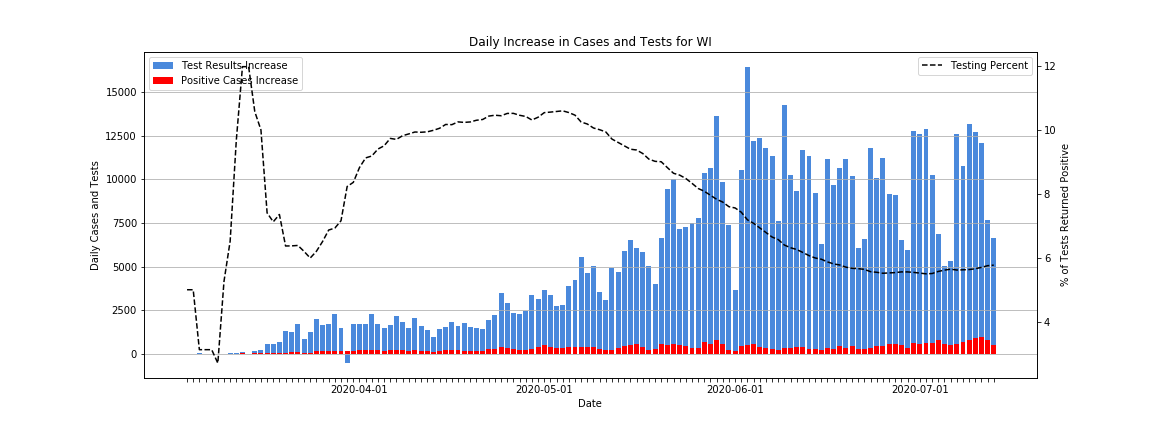 Daily Increase in Cases and Tests for WI
Test Results Increase
Positive Cases Increase
Testing Percent
15000
12500
10000
7500
5000
2500
0
Daily Cases and Tests
12
10
8
6
4
% of Tests Returned Positive
2020-04-01
2020-05-01
2020-06-01
2020-07-01
Date